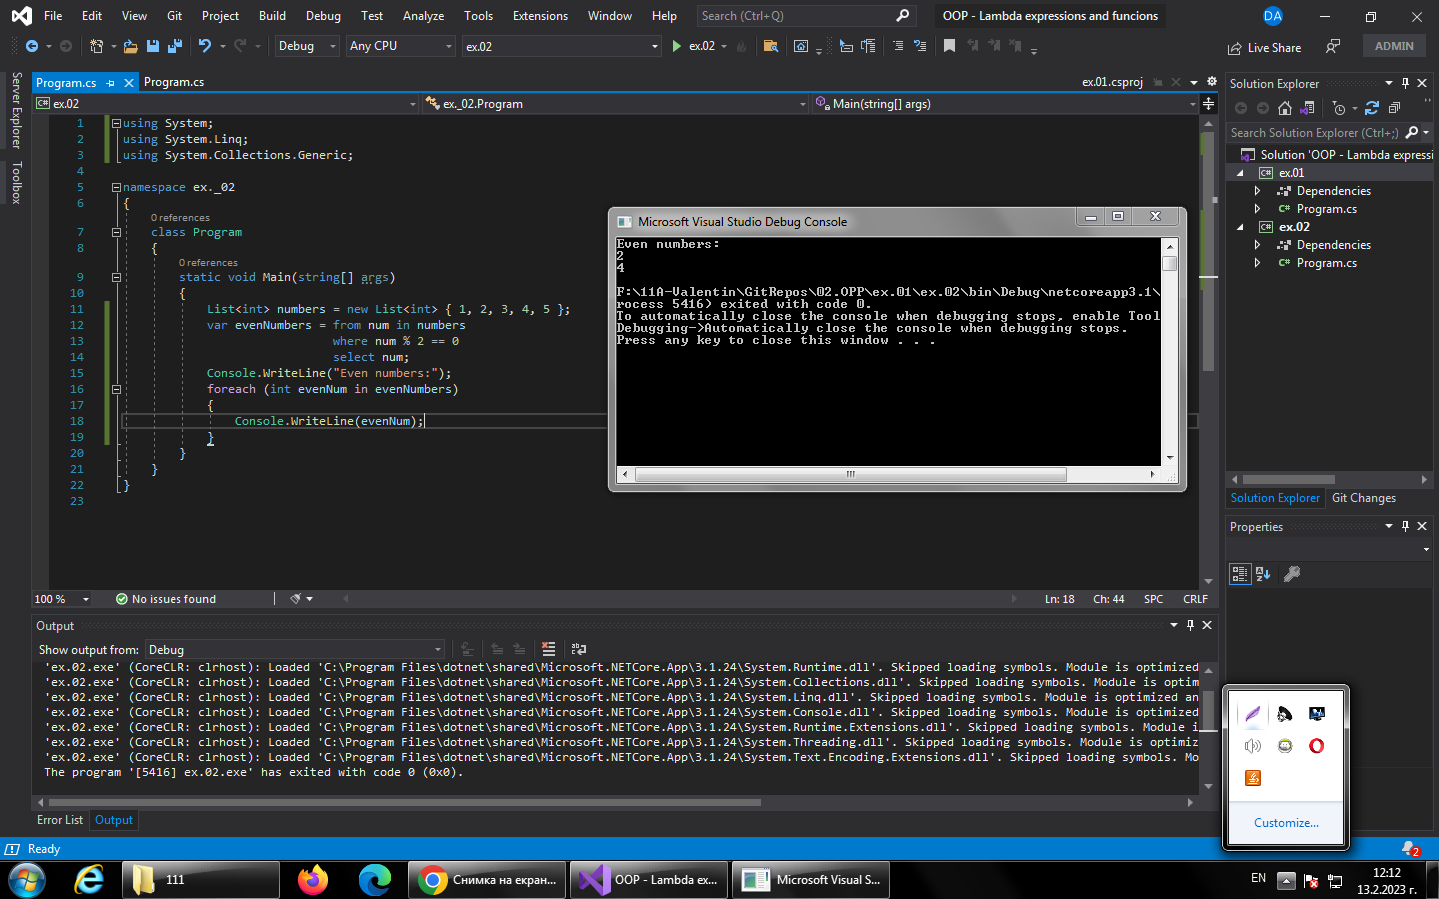 File Edit View Git Project Build Debug Test Analyze Tools Extensions Window Help Search (Ctrl+Q) OOP - Lambda expressions and funcions DA
Debug Any CPU ex.02 ex.02 Live Share ADMIN
Server Explorer
Toolbox
Program.cs Program.cs ex.01.csproj
C# ex.02 ex._02.Program Main(string[] args)
1 using System;
2 using System.Linq;
3 using System.Collections.Generic;
4
5 namespace ex._02
6 {
0 references
7 class Program
8 {
0 references
9 static void Main(string[] args)
10 {
11 List<int> numbers = new List<int> { 1, 2, 3, 4, 5 };
12 var evenNumbers = from num in numbers
13 where num % 2 == 0
14 select num;
15 Console.WriteLine("Even numbers:");
16 foreach (int evenNum in evenNumbers)
17 {
18 Console.WriteLine(evenNum);
19 }
20 }
21 }
22 }
23
Microsoft Visual Studio Debug Console
Even numbers:
2
4
F:\11A-Valentin\GitRepos\02.OPP\ex.01\ex.02\bin\Debug\netcoreapp3.1\
rocess 5416) exited with code 0.
To automatically close the console when debugging stops, enable Tool
Debugging->Automatically close the console when debugging stops.
Press any key to close this window . . .
Solution Explorer
Search Solution Explorer (Ctrl+;)
Solution 'OOP - Lambda expressi
C# ex.01
Dependencies
C# Program.cs
C# ex.02
Dependencies
C# Program.cs
Solution Explorer Git Changes
Properties
100 % No issues found Ln: 18 Ch: 44 SPC CRLF
Output
Show output from: Debug
'ex.02.exe' (CoreCLR: clrhost): Loaded 'C:\Program Files\dotnet\shared\Microsoft.NETCore.App\3.1.24\System.Runtime.dll'. Skipped loading symbols. Module is optimized
'ex.02.exe' (CoreCLR: clrhost): Loaded 'C:\Program Files\dotnet\shared\Microsoft.NETCore.App\3.1.24\System.Collections.dll'. Skipped loading symbols. Module is optim
'ex.02.exe' (CoreCLR: clrhost): Loaded 'C:\Program Files\dotnet\shared\Microsoft.NETCore.App\3.1.24\System.Linq.dll'. Skipped loading symbols. Module is optimized an
'ex.02.exe' (CoreCLR: clrhost): Loaded 'C:\Program Files\dotnet\shared\Microsoft.NETCore.App\3.1.24\System.Console.dll'. Skipped loading symbols. Module is optimized
'ex.02.exe' (CoreCLR: clrhost): Loaded 'C:\Program Files\dotnet\shared\Microsoft.NETCore.App\3.1.24\System.Runtime.Extensions.dll'. Skipped loading symbols. Module i
'ex.02.exe' (CoreCLR: clrhost): Loaded 'C:\Program Files\dotnet\shared\Microsoft.NETCore.App\3.1.24\System.Threading.dll'. Skipped loading symbols. Module is optimiz
'ex.02.exe' (CoreCLR: clrhost): Loaded 'C:\Program Files\dotnet\shared\Microsoft.NETCore.App\3.1.24\System.Text.Encoding.Extensions.dll'. Skipped loading symbols. Mo
The program '[5416] ex.02.exe' has exited with code 0 (0x0).
Error List Output
Customize...
Ready 2
111 Снимка на екран... OOP - Lambda ex... Microsoft Visual S... EN 12:12
13.2.2023 г.